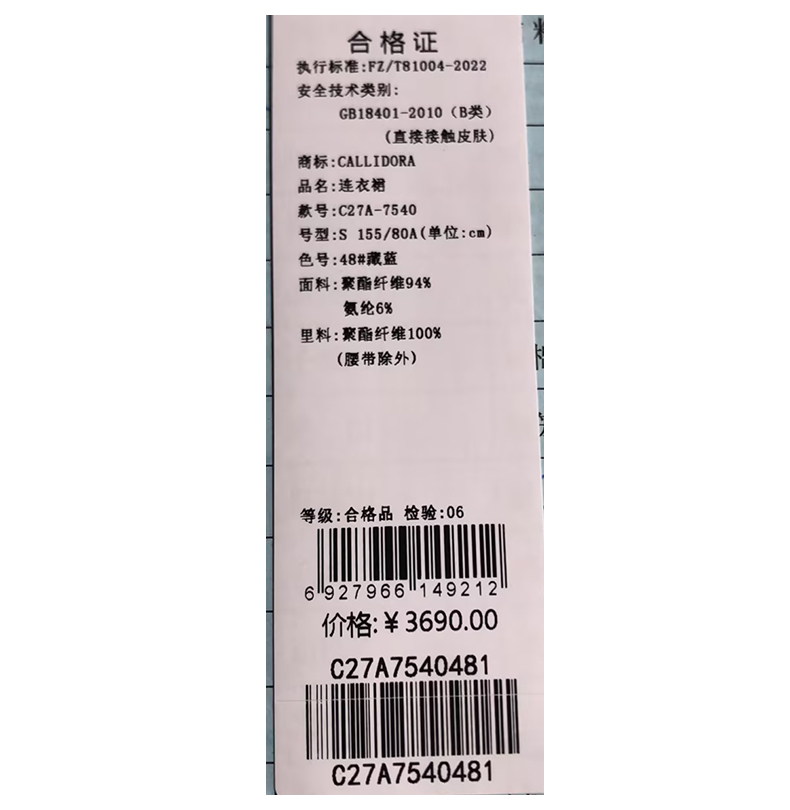 合格证
执行标准:FZ/T81004-2022
安全技术类别:
GB18401-2010（B类）
(直接接触皮肤)
商标:CALLIDORA
品名:连衣裙
款号:C27A-7540
号型:S 155/80A(单位:cm)
色号:48#藏蓝
面料:聚酯纤维94%
氨纶6%
里料:聚酯纤维100%
(腰带除外)
等级:合格品 检验:06
6 927966 149212
价格:￥3690.00
C27A7540481
C27A7540481